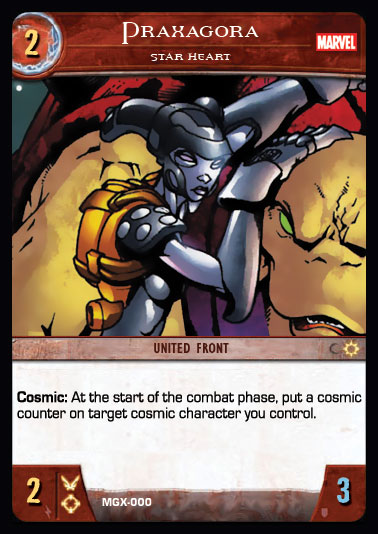 2
Praxagora
MARVEL
Star Heart
UNITED FRONT
C
Cosmic: At the start of the combat phase, put a cosmic
counter on target cosmic character you control.
2
MGX-000
3